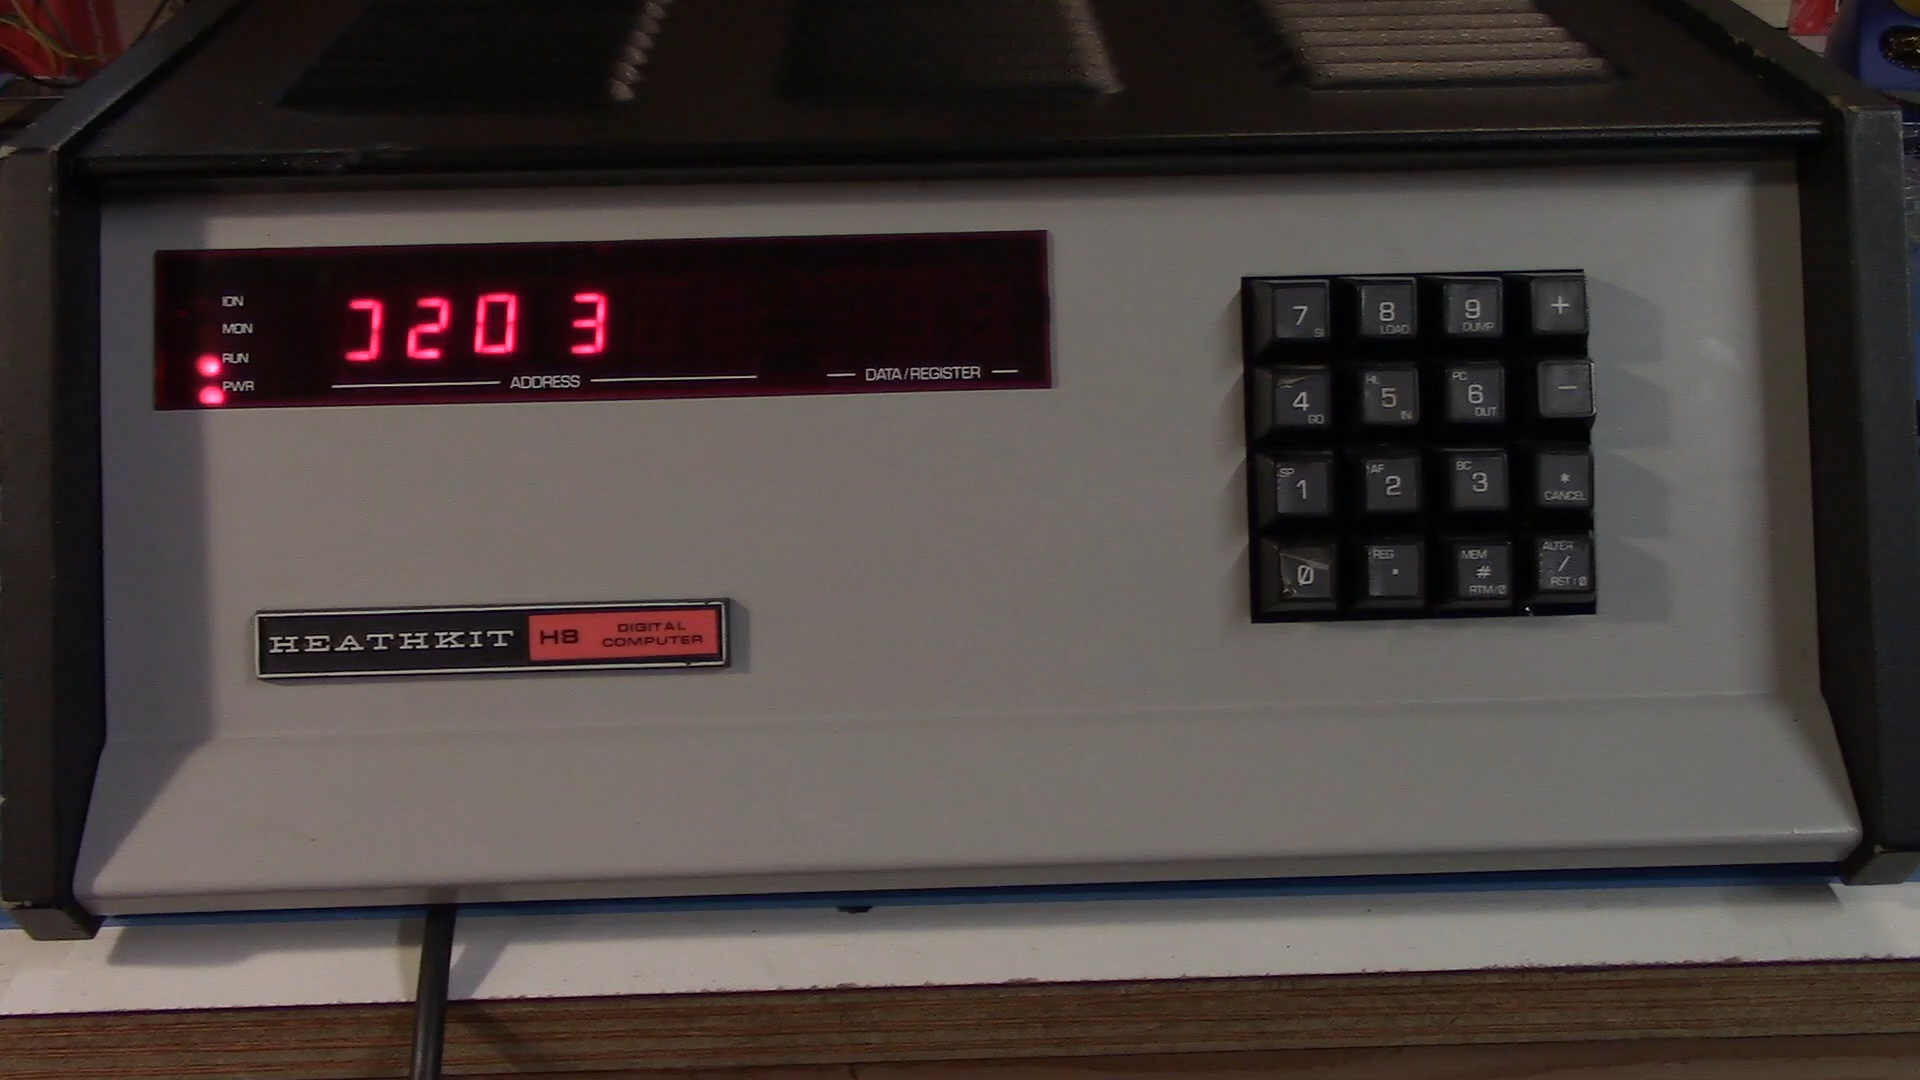 ION
MON
RUN
PWR
203
ADDRESS
DATA/REGISTER
7 SI
8 LOAD
9 DUMP
+
4 GO
HL 5 IN
PC 6 OUT
-
SP 1
AF 2
BC 3
* CANCEL
0
REG .
MEM # RTM/0
ALTER / RST/0
HEATHKIT H8 DIGITAL COMPUTER